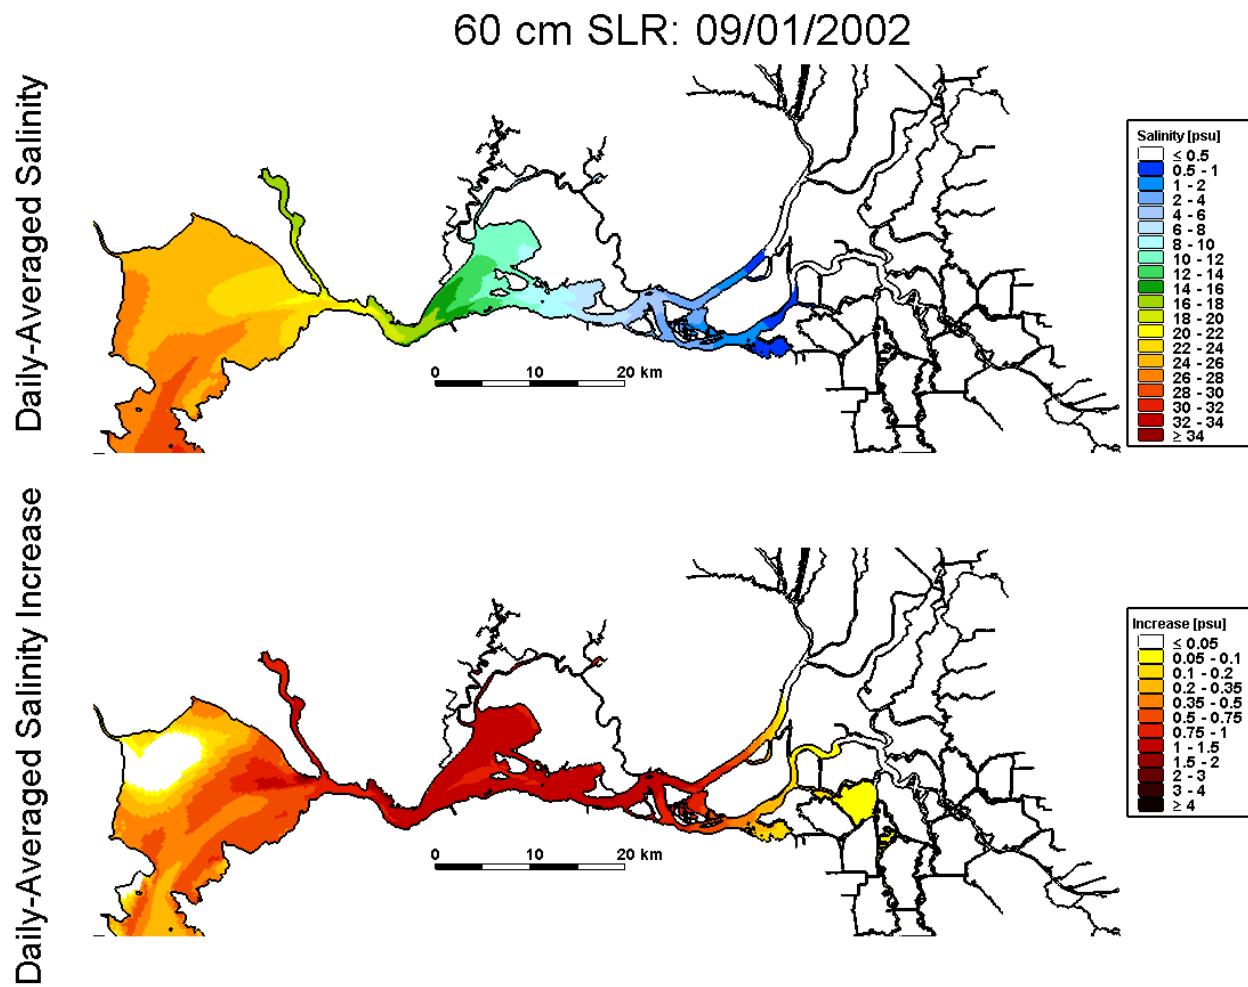 60 cm SLR: 09/01/2002
Daily-Averaged Salinity
Salinity [psu]
≤ 0.5
0.5 - 1
1 - 2
2 - 4
4 - 6
6 - 8
8 - 10
10 - 12
12 - 14
14 - 16
16 - 18
18 - 20
20 - 22
22 - 24
24 - 26
26 - 28
28 - 30
30 - 32
32 - 34
≥ 34
0 10 20 km
Daily-Averaged Salinity Increase
Increase [psu]
≤ 0.05
0.05 - 0.1
0.1 - 0.2
0.2 - 0.35
0.35 - 0.5
0.5 - 0.75
0.75 - 1
1 - 1.5
1.5 - 2
2 - 3
3 - 4
≥ 4
0 10 20 km